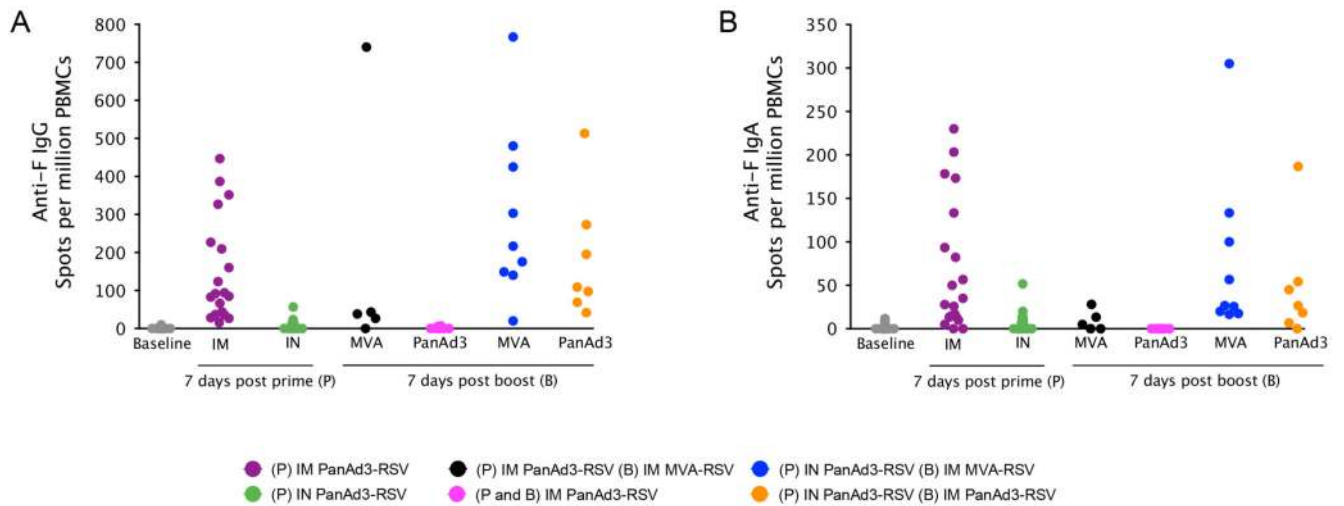 A
Anti–F IgG
Spots per million PBMCs
800
700
600
500
400
300
200
100
0
Baseline IM IN MVA PanAd3 MVA PanAd3
7 days post prime (P) 7 days post boost (B)
B
Anti–F IgA
Spots per million PBMCs
350
300
250
200
150
100
50
0
Baseline IM IN MVA PanAd3 MVA PanAd3
7 days post prime (P) 7 days post boost (B)
(P) IM PanAd3-RSV (P) IM PanAd3-RSV (B) IM MVA-RSV (P) IN PanAd3-RSV (B) IM MVA-RSV
(P) IN PanAd3-RSV (P and B) IM PanAd3-RSV (P) IN PanAd3-RSV (B) IM PanAd3-RSV